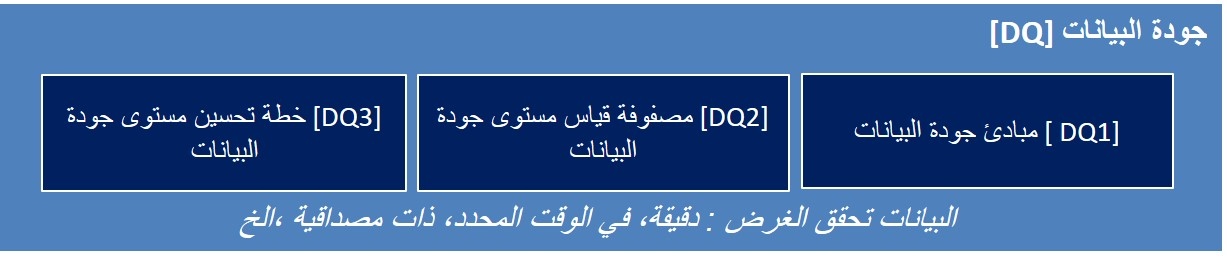 جودة البيانات [DQ]
[DQ1 ] مبادئ جودة البيانات
[DQ2] مصفوفة قياس مستوى جودة
البيانات
[DQ3] خطة تحسين مستوى جودة
البيانات
البيانات تحقق الغرض : دقيقة، في الوقت المحدد، ذات مصداقية ،الخ